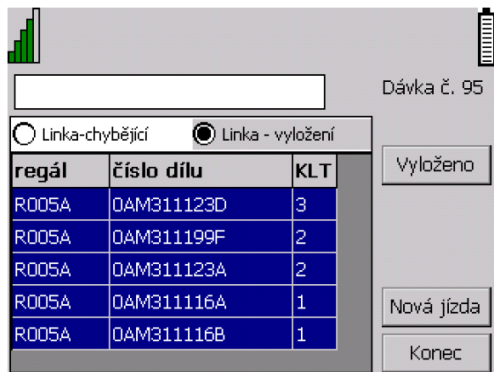 Dávka č. 95
Linka-chybějící Linka - vyložení
Vyloženo
regál číslo dílu KLT
R005A 0AM311123D 3
R005A 0AM311199F 2
R005A 0AM311123A 2
R005A 0AM311116A 1
R005A 0AM311116B 1
Nová jízda
Konec